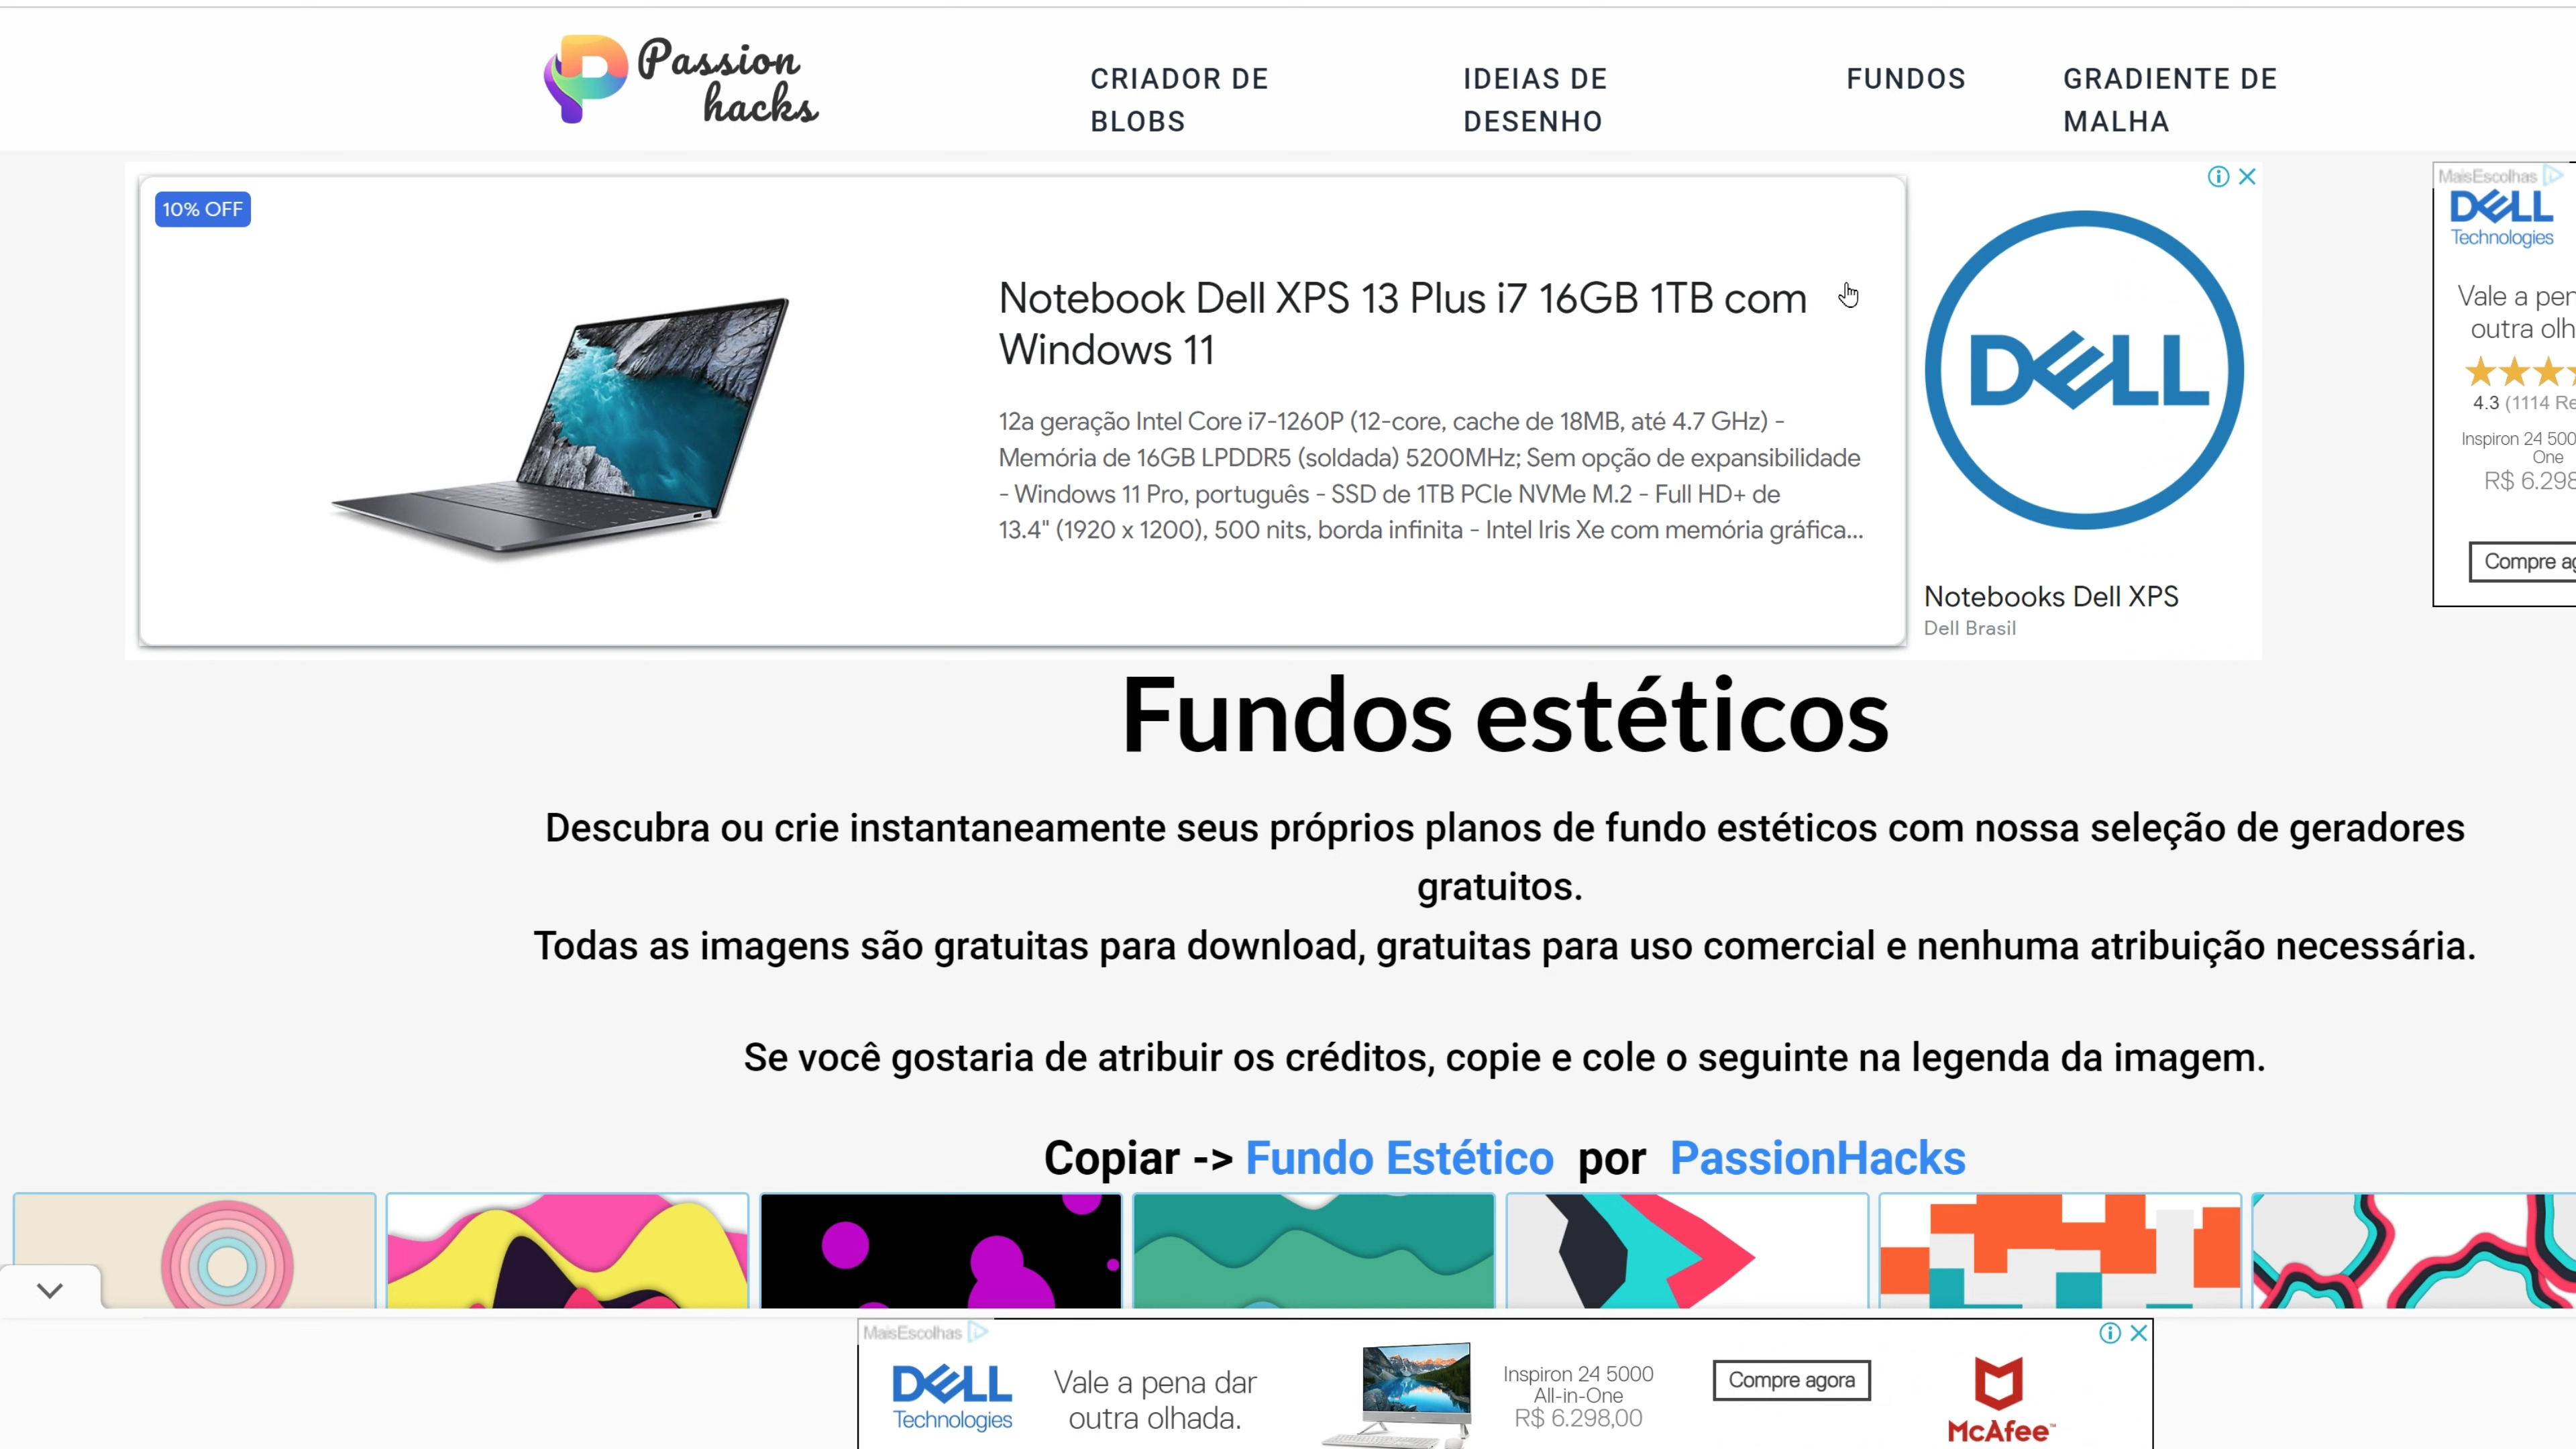 Passion
hacks
CRIADOR DE
BLOBS
IDEIAS DE
DESENHO
FUNDOS
GRADIENTE DE
MALHA
10% OFF
Notebook Dell XPS 13 Plus i7 16GB 1TB com
Windows 11
12a geração Intel Core i7-1260P (12-core, cache de 18MB, até 4.7 GHz) -
Memória de 16GB LPDDR5 (soldada) 5200MHz; Sem opção de expansibilidade
- Windows 11 Pro, português - SSD de 1TB PCIe NVMe M.2 - Full HD+ de
13.4" (1920 x 1200), 500 nits, borda infinita - Intel Iris Xe com memória gráfica...
DELL
Notebooks Dell XPS
Dell Brasil
MaisEscolhas
DELL
Technologies
Vale a
outra
4.3 (1114
Inspiron 24
One
R$
Compre
Fundos estéticos
Descubra ou crie instantaneamente seus próprios planos de fundo estéticos com nossa seleção de geradores
gratuitos.
Todas as imagens são gratuitas para download, gratuitas para uso comercial e nenhuma atribuição necessária.
Se você gostaria de atribuir os créditos, copie e cole o seguinte na legenda da imagem.
Copiar -> Fundo Estético por PassionHacks
MaisEscolhas
DELL
Technologies
Vale a pena dar
outra olhada.
Inspiron 24 5000
All-in-One
R$ 6.298,00
Compre agora
McAfee™